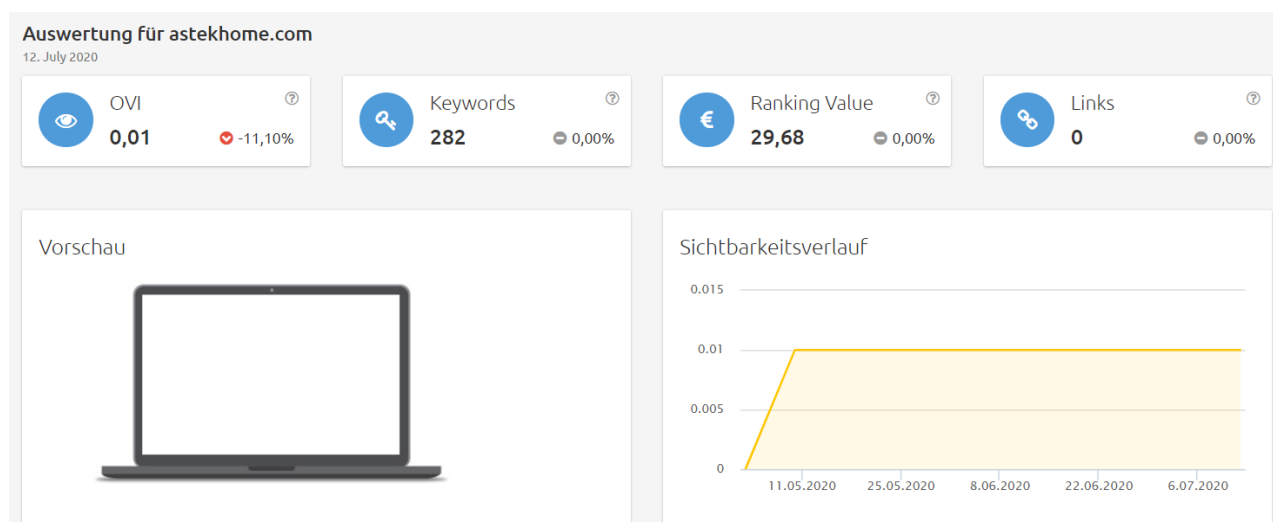 Auswertung für astekhome.com
12. July 2020
OVI
0,01
-11,10%
Keywords
282
0,00%
Ranking Value
29,68
0,00%
Links
0
0,00%
Vorschau
Sichtbarkeitsverlauf
0.015
0.01
0.005
0
11.05.2020 25.05.2020 8.06.2020 22.06.2020 6.07.2020